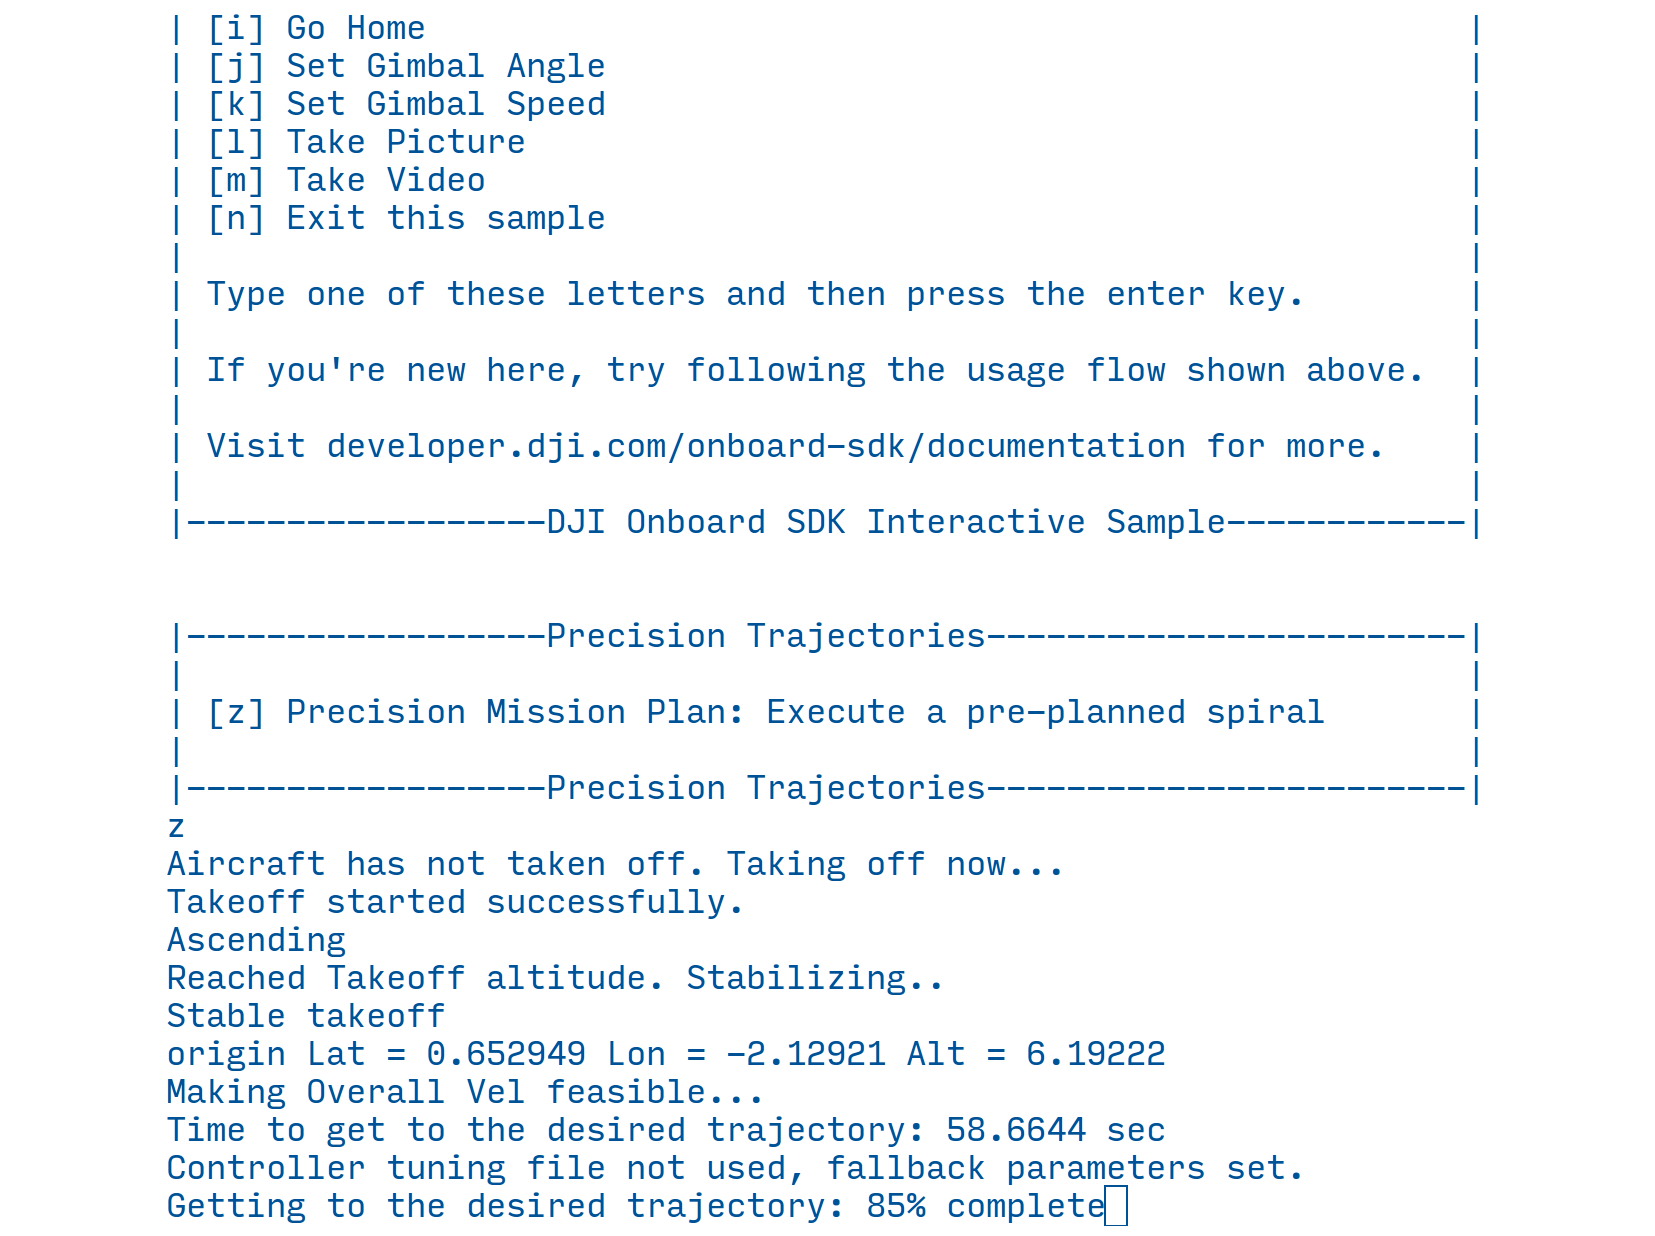 | [i] Go Home                                                    |
| [j] Set Gimbal Angle                                           |
| [k] Set Gimbal Speed                                           |
| [l] Take Picture                                               |
| [m] Take Video                                                 |
| [n] Exit this sample                                           |
|                                                                |
| Type one of these letters and then press the enter key.        |
|                                                                |
| If you're new here, try following the usage flow shown above.  |
|                                                                |
| Visit developer.dji.com/onboard-sdk/documentation for more.    |
|                                                                |
|------------------DJI Onboard SDK Interactive Sample------------|
|------------------Precision Trajectories------------------------|
|                                                                |
| [z] Precision Mission Plan: Execute a pre-planned spiral       |
|                                                                |
|------------------Precision Trajectories------------------------|
z
Aircraft has not taken off. Taking off now...
Takeoff started successfully.
Ascending
Reached Takeoff altitude. Stabilizing..
Stable takeoff
origin Lat = 0.652949 Lon = -2.12921 Alt = 6.19222
Making Overall Vel feasible...
Time to get to the desired trajectory: 58.6644 sec
Controller tuning file not used, fallback parameters set.
Getting to the desired trajectory: 85% complete